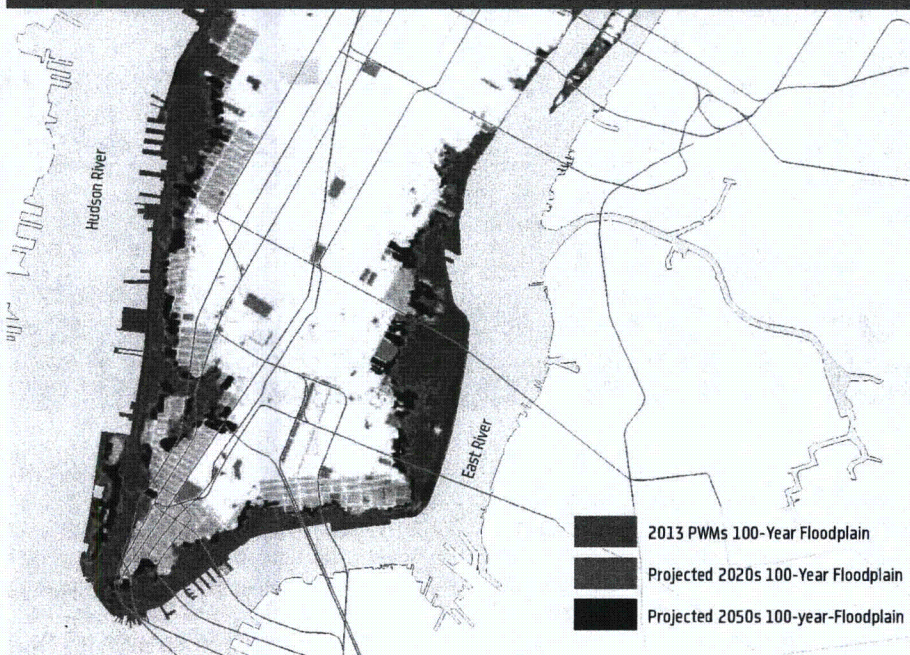 Hudson River
East River
2013 PWMs 100-Year Floodplain
Projected 2020s 100-Year Floodplain
Projected 2050s 100-year-Floodplain